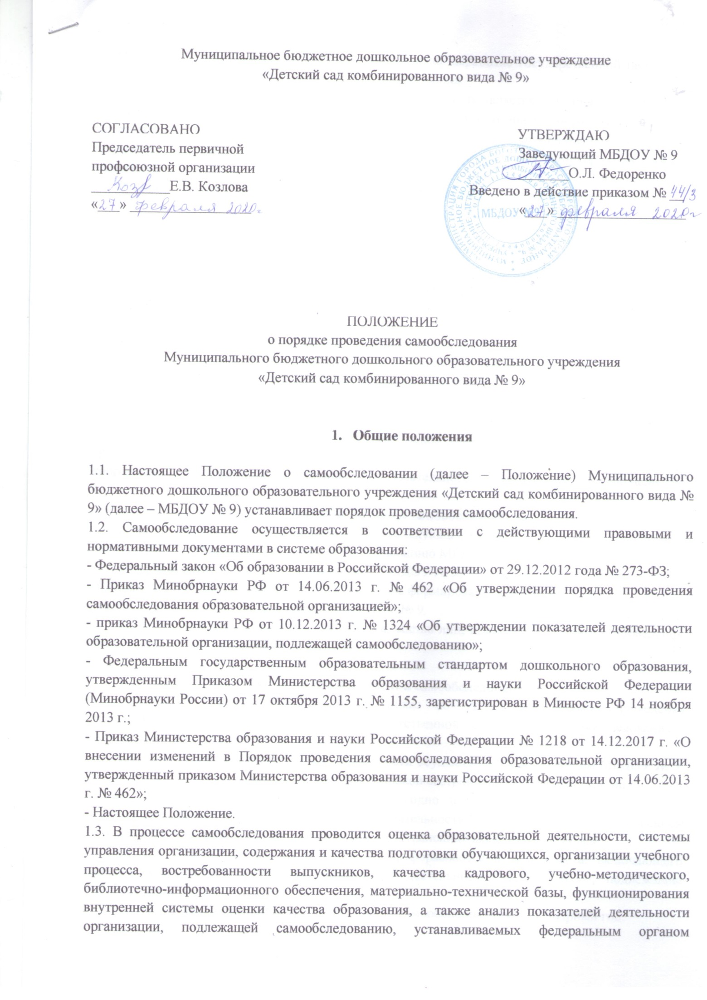 Муниципальное бюджетное дошкольное образовательное учреждение
«Детский сад комбинированного вида № 9»
СОГЛАСОВАНО
Председатель первичной
профсоюзной организации
Е.В. Козлова
«27» февраля 2020г
УТВЕРЖДАЮ
Заведующий МБДОУ № 9
О.Л. Федоренко
Введено в действие приказом № 44/3
«27» февраля 2020г
МБДОУ №9
ПОЛОЖЕНИЕ
о порядке проведения самообследования
Муниципального бюджетного дошкольного образовательного учреждения
«Детский сад комбинированного вида № 9»
1. Общие положения
1.1. Настоящее Положение о самообследовании (далее – Положение) Муниципального
бюджетного дошкольного образовательного учреждения «Детский сад комбинированного вида №
9» (далее – МБДОУ № 9) устанавливает порядок проведения самообследования.
1.2. Самообследование осуществляется в соответствии с действующими правовыми и
нормативными документами в системе образования:
- Федеральный закон «Об образовании в Российской Федерации» от 29.12.2012 года № 273-ФЗ;
- Приказ Минобрнауки РФ от 14.06.2013 г. № 462 «Об утверждении порядка проведения
самообследования образовательной организацией»;
- приказ Минобрнауки РФ от 10.12.2013 г. № 1324 «Об утверждении показателей деятельности
образовательной организации, подлежащей самообследованию»;
- Федеральным государственным образовательным стандартом дошкольного образования,
утвержденным Приказом Министерства образования и науки Российской Федерации
(Минобрнауки России) от 17 октября 2013 г. № 1155, зарегистрирован в Минюсте РФ 14 ноября
2013 г.;
- Приказ Министерства образования и науки Российской Федерации № 1218 от 14.12.2017 г. «О
внесении изменений в Порядок проведения самообследования образовательной организации,
утвержденный приказом Министерства образования и науки Российской Федерации от 14.06.2013
г. № 462»;
- Настоящее Положение.
1.3. В процессе самообследования проводится оценка образовательной деятельности, системы
управления организации, содержания и качества подготовки обучающихся, организации учебного
процесса, востребованности выпускников, качества кадрового, учебно-методического,
библиотечно-информационного обеспечения, материально-технической базы, функционирования
внутренней системы оценки качества образования, а также анализ показателей деятельности
организации, подлежащей самообследованию, устанавливаемых федеральным органом